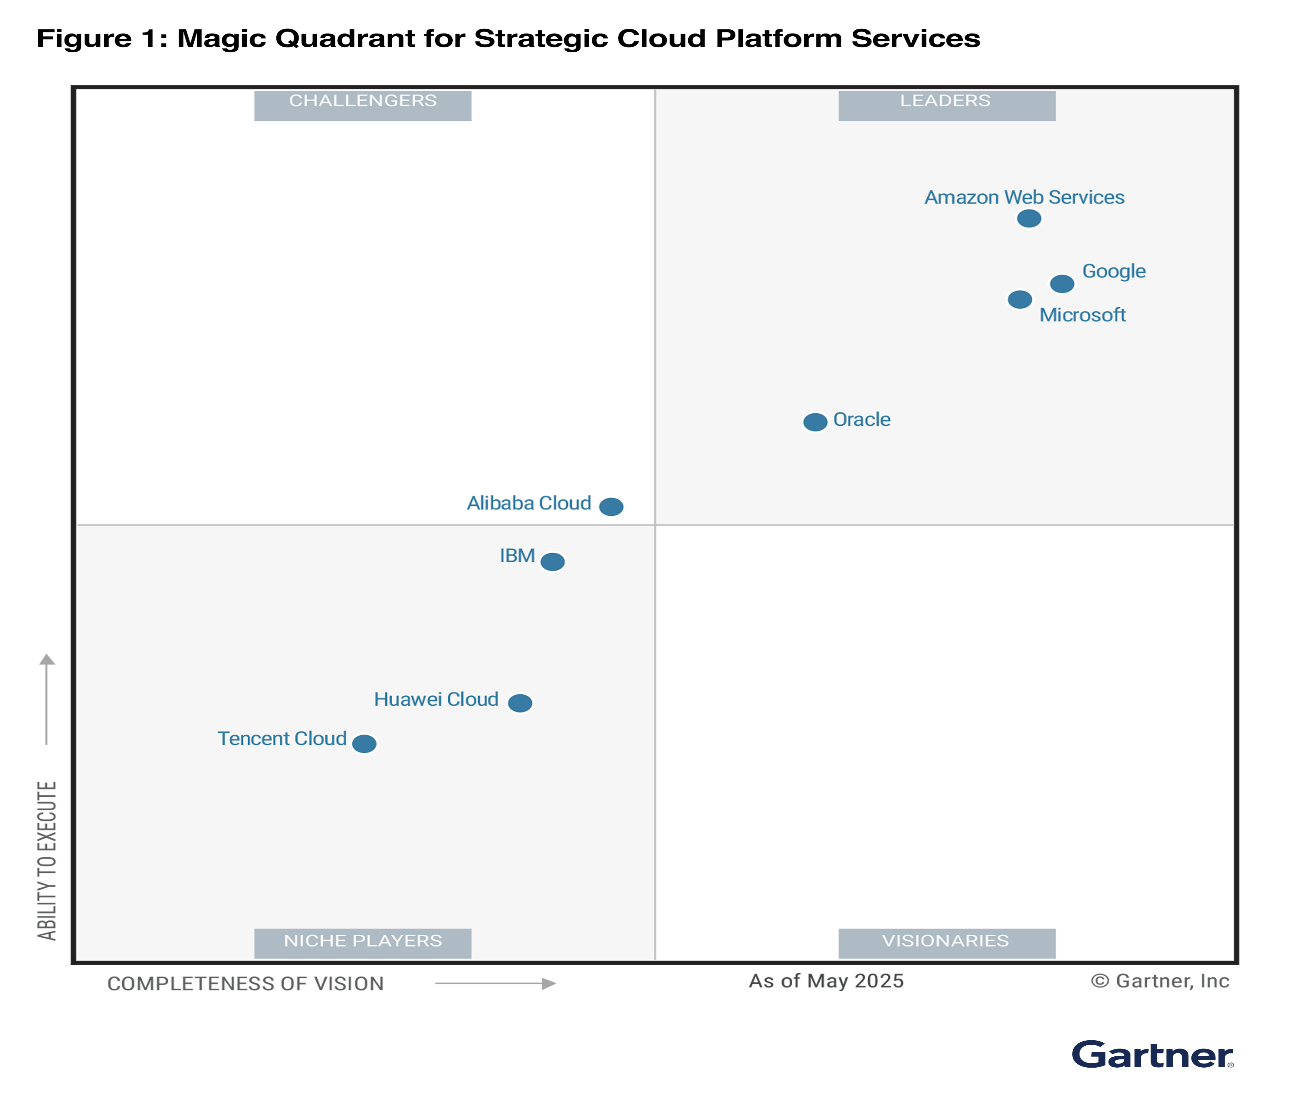 Figure 1: Magic Quadrant for Strategic Cloud Platform Services
CHALLENGERS
LEADERS
Amazon Web Services
Google
Microsoft
Oracle
Alibaba Cloud
IBM
Huawei Cloud
Tencent Cloud
ABILITY TO EXECUTE
NICHE PLAYERS
VISIONARIES
COMPLETENESS OF VISION
As of May 2025
© Gartner, Inc
Gartner®